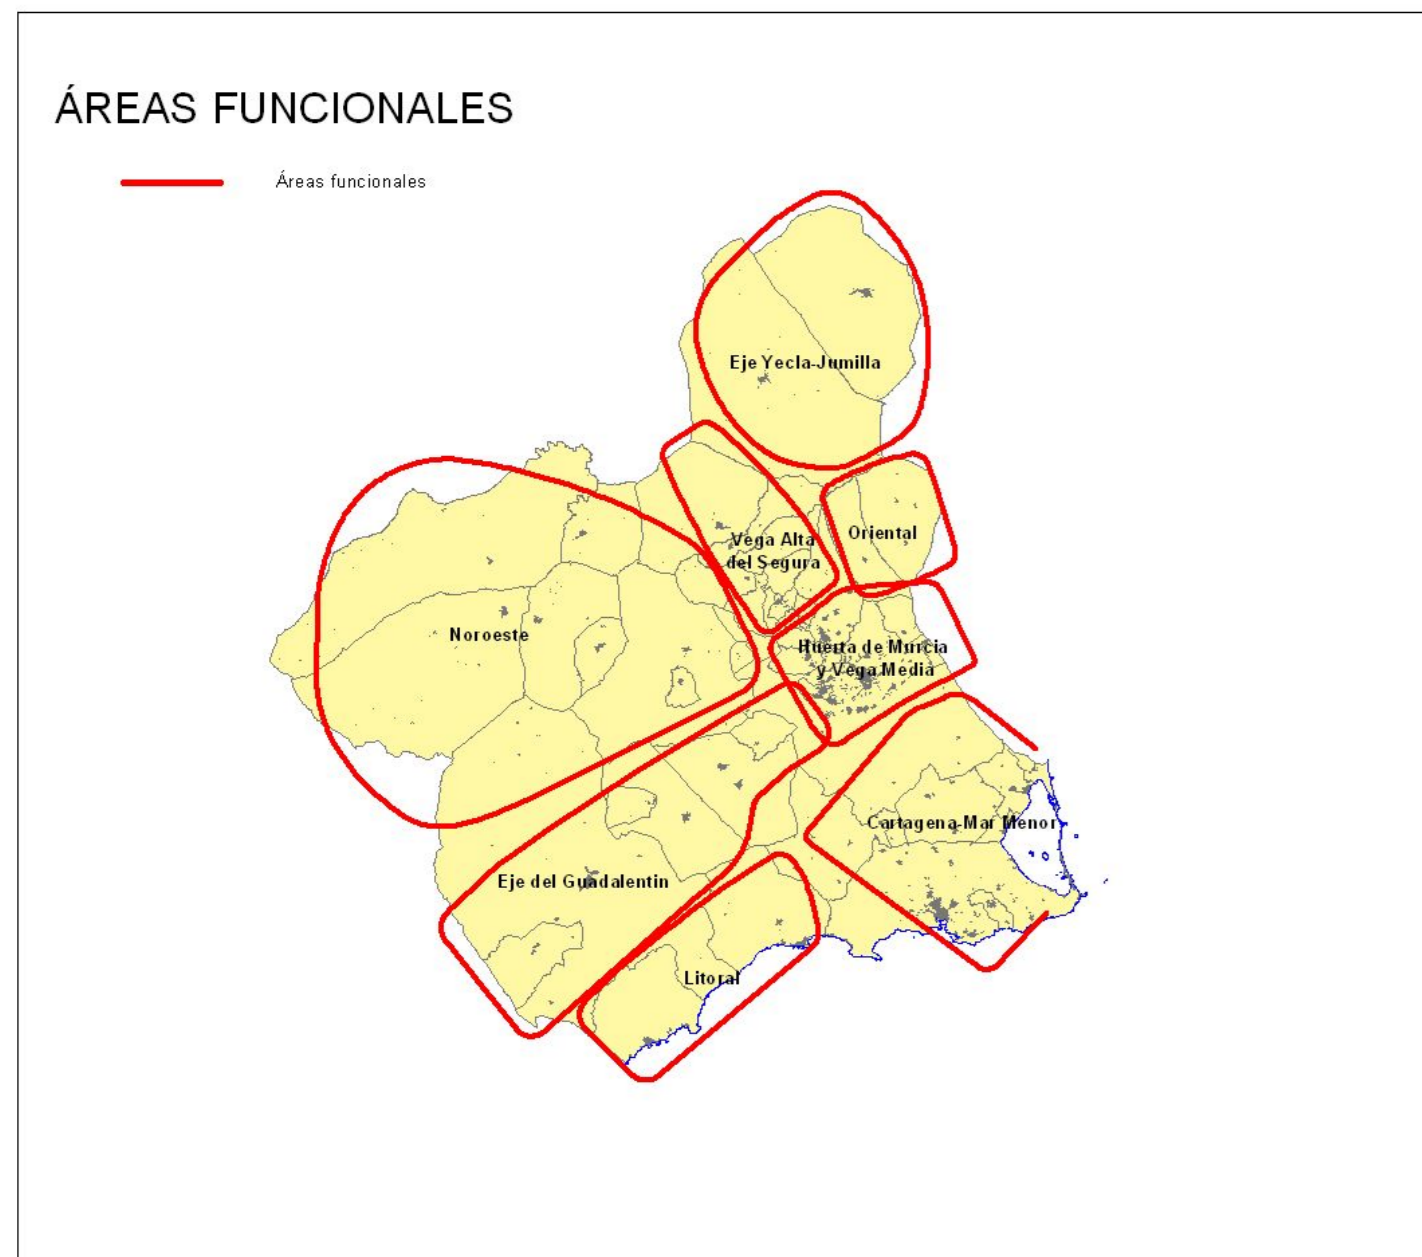 ÁREAS FUNCIONALES
Áreas funcionales
Eje Yecla-Jumilla
Vega Alta
del Segura
Oriental
Noroeste
Huerta de Murcia
y Vega Media
Cartagena-Mar Menor
Eje del Guadalentin
Litoral